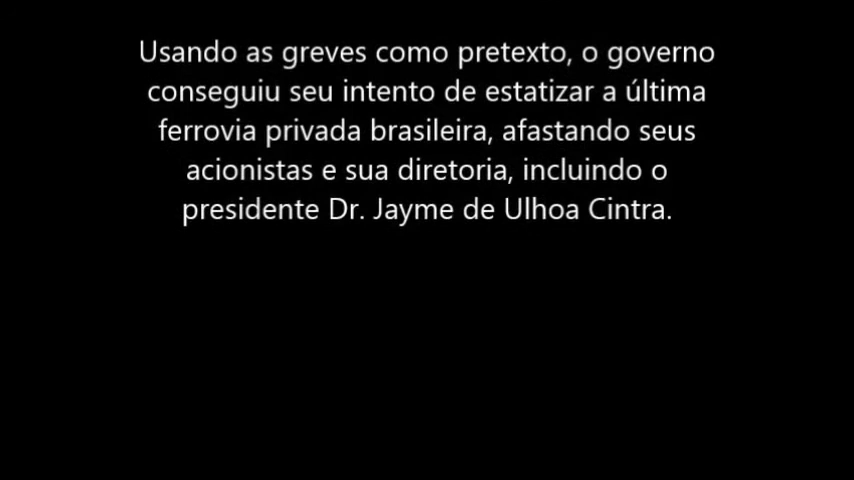 Usando as greves como pretexto, o governo
conseguiu seu intento de estatizar a última
ferrovia privada brasileira, afastando seus
acionistas e sua diretoria, incluindo o
presidente Dr. Jayme de Ulhoa Cintra.